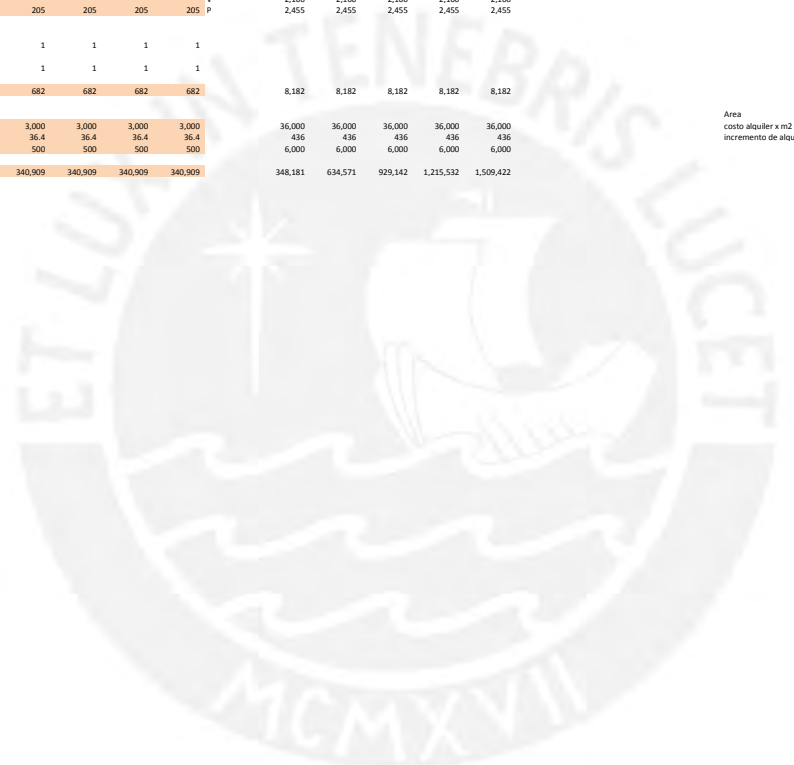 205 205 205 205 P 2,455 2,455 2,455 2,455 2,455
1 1 1 1
1 1 1 1
682 682 682 682 8,182 8,182 8,182 8,182 8,182
Area
3,000 3,000 3,000 3,000 36,000 36,000 36,000 36,000 36,000 costo alquiler x m2
36.4 36.4 36.4 36.4 436 436 436 436 436 incremento de alqu
500 500 500 500 6,000 6,000 6,000 6,000 6,000
340,909 340,909 340,909 340,909 348,181 634,571 929,142 1,215,532 1,509,422
ET LUX IN TENEBRIS LUCET
MCMXVII